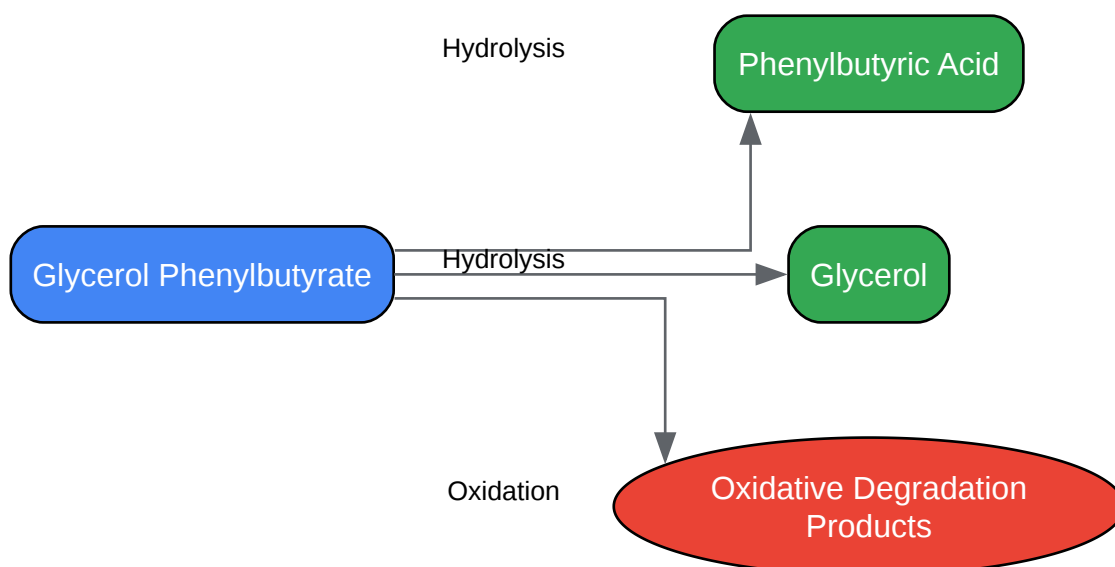 Hydrolysis
Phenylbutyric Acid
Glycerol Phenylbutyrate
Hydrolysis
Glycerol
Oxidation
Oxidative Degradation
Products